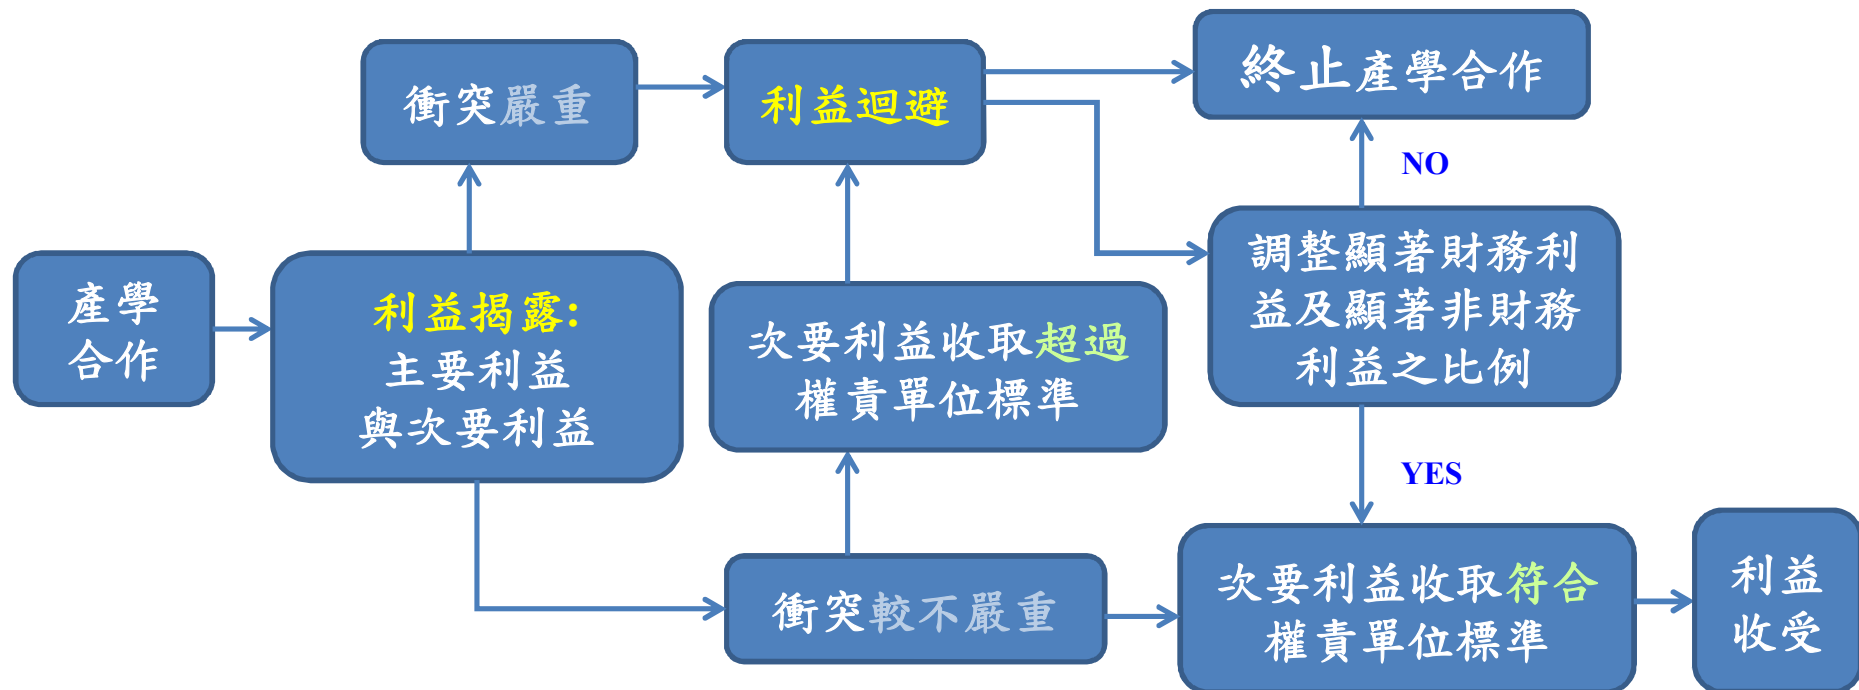 產學
合作
利益揭露:
主要利益
與次要利益
衝突嚴重
利益迴避
終止產學合作
NO
調整顯著財務利
益及顯著非財務
利益之比例
YES
次要利益收取超過
權責單位標準
衝突較不嚴重
次要利益收取符合
權責單位標準
利益
收受